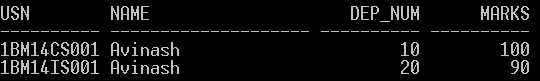 USN        NAME                    DEP_NUM      MARKS
---------- -------------------- ---------- ----------
1BM14CS001 Avinash                      10        100
1BM14IS001 Avinash                      20         90